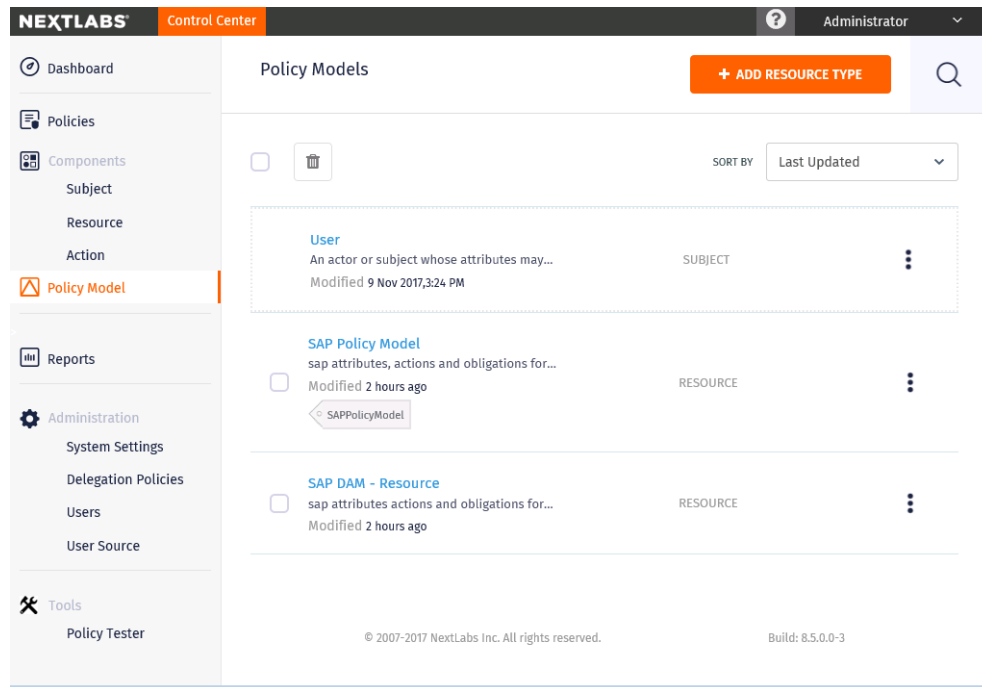 NEXTLABS® Control Center ? Administrator
Dashboard
Policies
Components
Subject
Resource
Action
Policy Model
Reports
Administration
System Settings
Delegation Policies
Users
User Source
Tools
Policy Tester
Policy Models
+ ADD RESOURCE TYPE
SORT BY Last Updated
User
An actor or subject whose attributes may...
Modified 9 Nov 2017,3:24 PM
SUBJECT
SAP Policy Model
sap attributes, actions and obligations for...
Modified 2 hours ago
SAPPolicyModel
RESOURCE
SAP DAM - Resource
sap attributes actions and obligations for...
Modified 2 hours ago
RESOURCE
© 2007-2017 NextLabs Inc. All rights reserved.
Build: 8.5.0.0-3